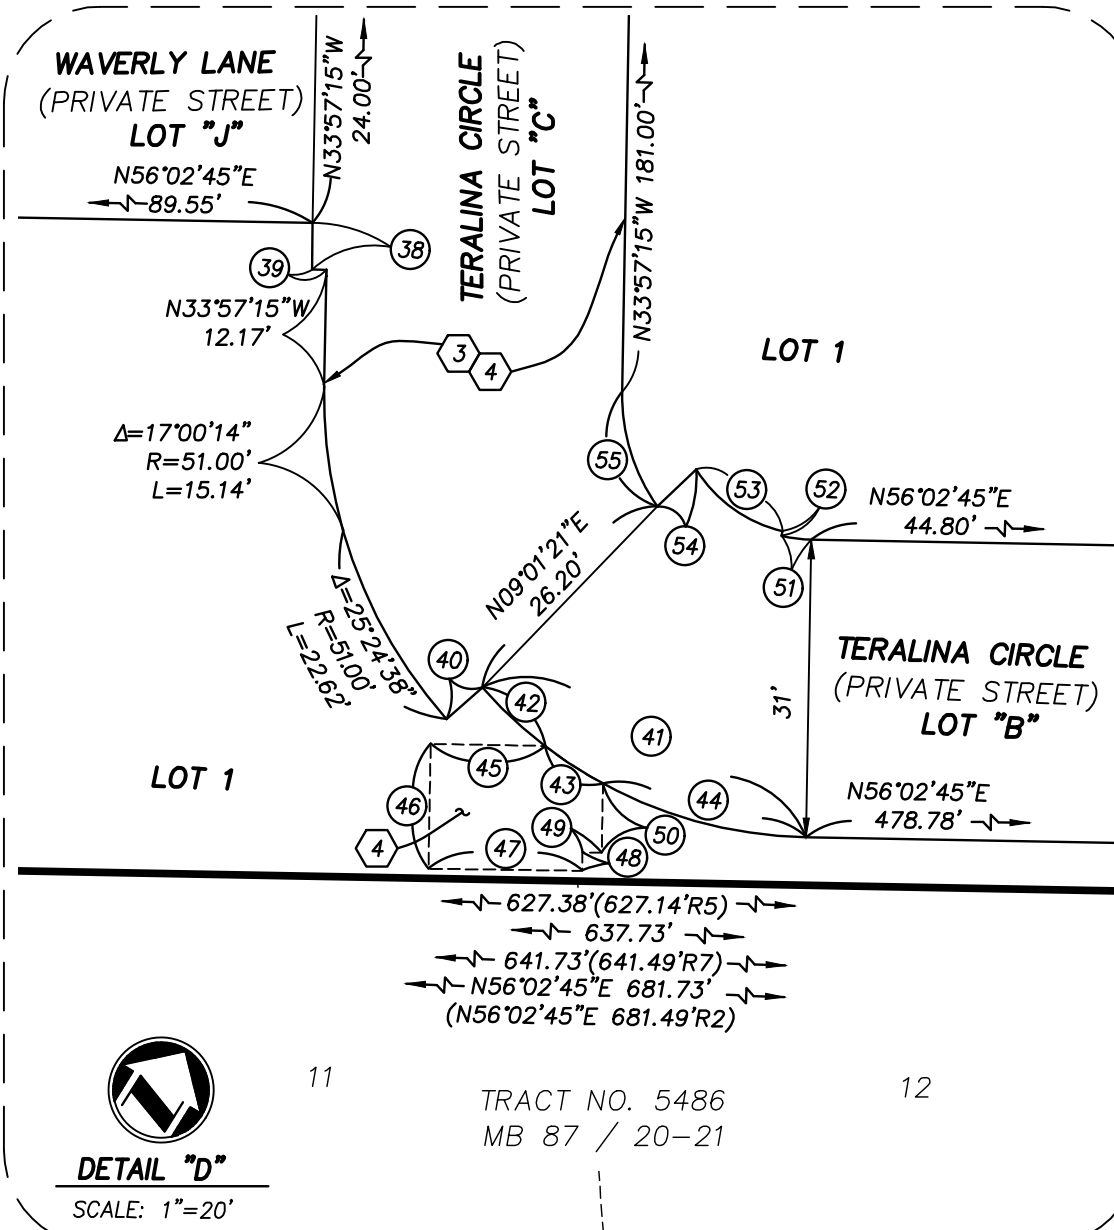 WAVERLY LANE
(PRIVATE STREET)
LOT "J"
N56°02'45"E
89.55'
N33°57'15"W
24.00'
TERALINA CIRCLE
(PRIVATE STREET)
LOT "C"
N33°57'15"W 181.00'
38
39
N33°57'15"W
12.17'
3
4
LOT 1
Δ=17°00'14"
R=51.00'
L=15.14'
55
53
52
N56°02'45"E
44.80'
54
51
N09°01'21"E
26.20'
Δ=25°24'38"
R=51.00'
L=22.62'
40
42
41
TERALINA CIRCLE
(PRIVATE STREET)
LOT "B"
31'
LOT 1
45
43
44
N56°02'45"E
478.78'
46
49
50
4
47
48
627.38'(627.14'R5)
637.73'
641.73'(641.49'R7)
N56°02'45"E 681.73'
(N56°02'45"E 681.49'R2)
11
TRACT NO. 5486
MB 87 / 20-21
12
DETAIL "D"
SCALE: 1"=20'